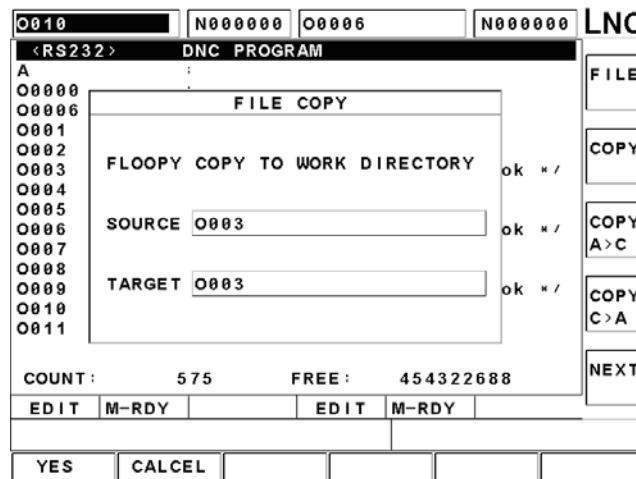 O010 N000000 O0006 N000000 LNC
<RS232> DNC PROGRAM
A :
O0000
O0006
O001
O002
O003 ok */
O004
O005
O006 ok */
O007
O008
O009 ok */
O010
O011
FILE COPY
FLOOPY COPY TO WORK DIRECTORY
SOURCE O003
TARGET O003
COUNT: 575 FREE: 454322688
EDIT M-RDY EDIT M-RDY
YES CALCEL
FILE
COPY
COPY
A>C
COPY
C>A
NEXT